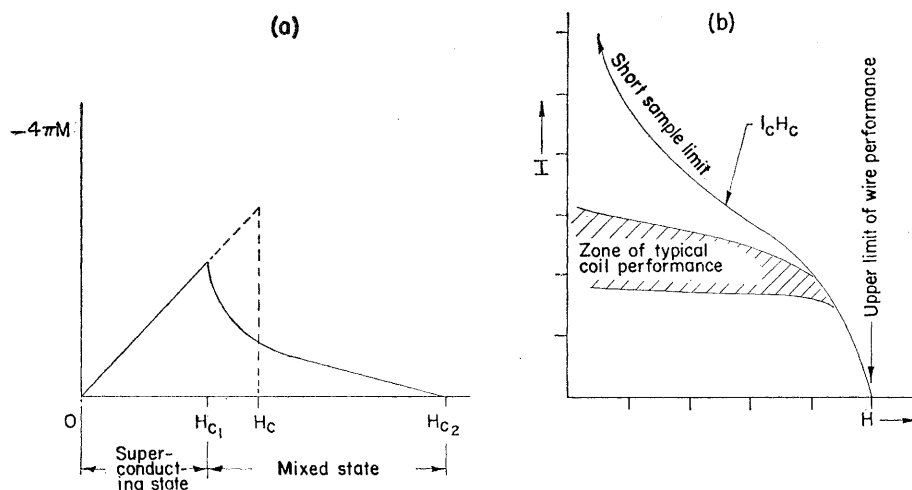 (a)
−4πM
O
Hc₁
Hc
Hc₂
Super-
conduct-
ing state
Mixed state
(b)
I
Short sample limit
IcHc
Zone of typical
coil performance
Upper limit of wire performance
H